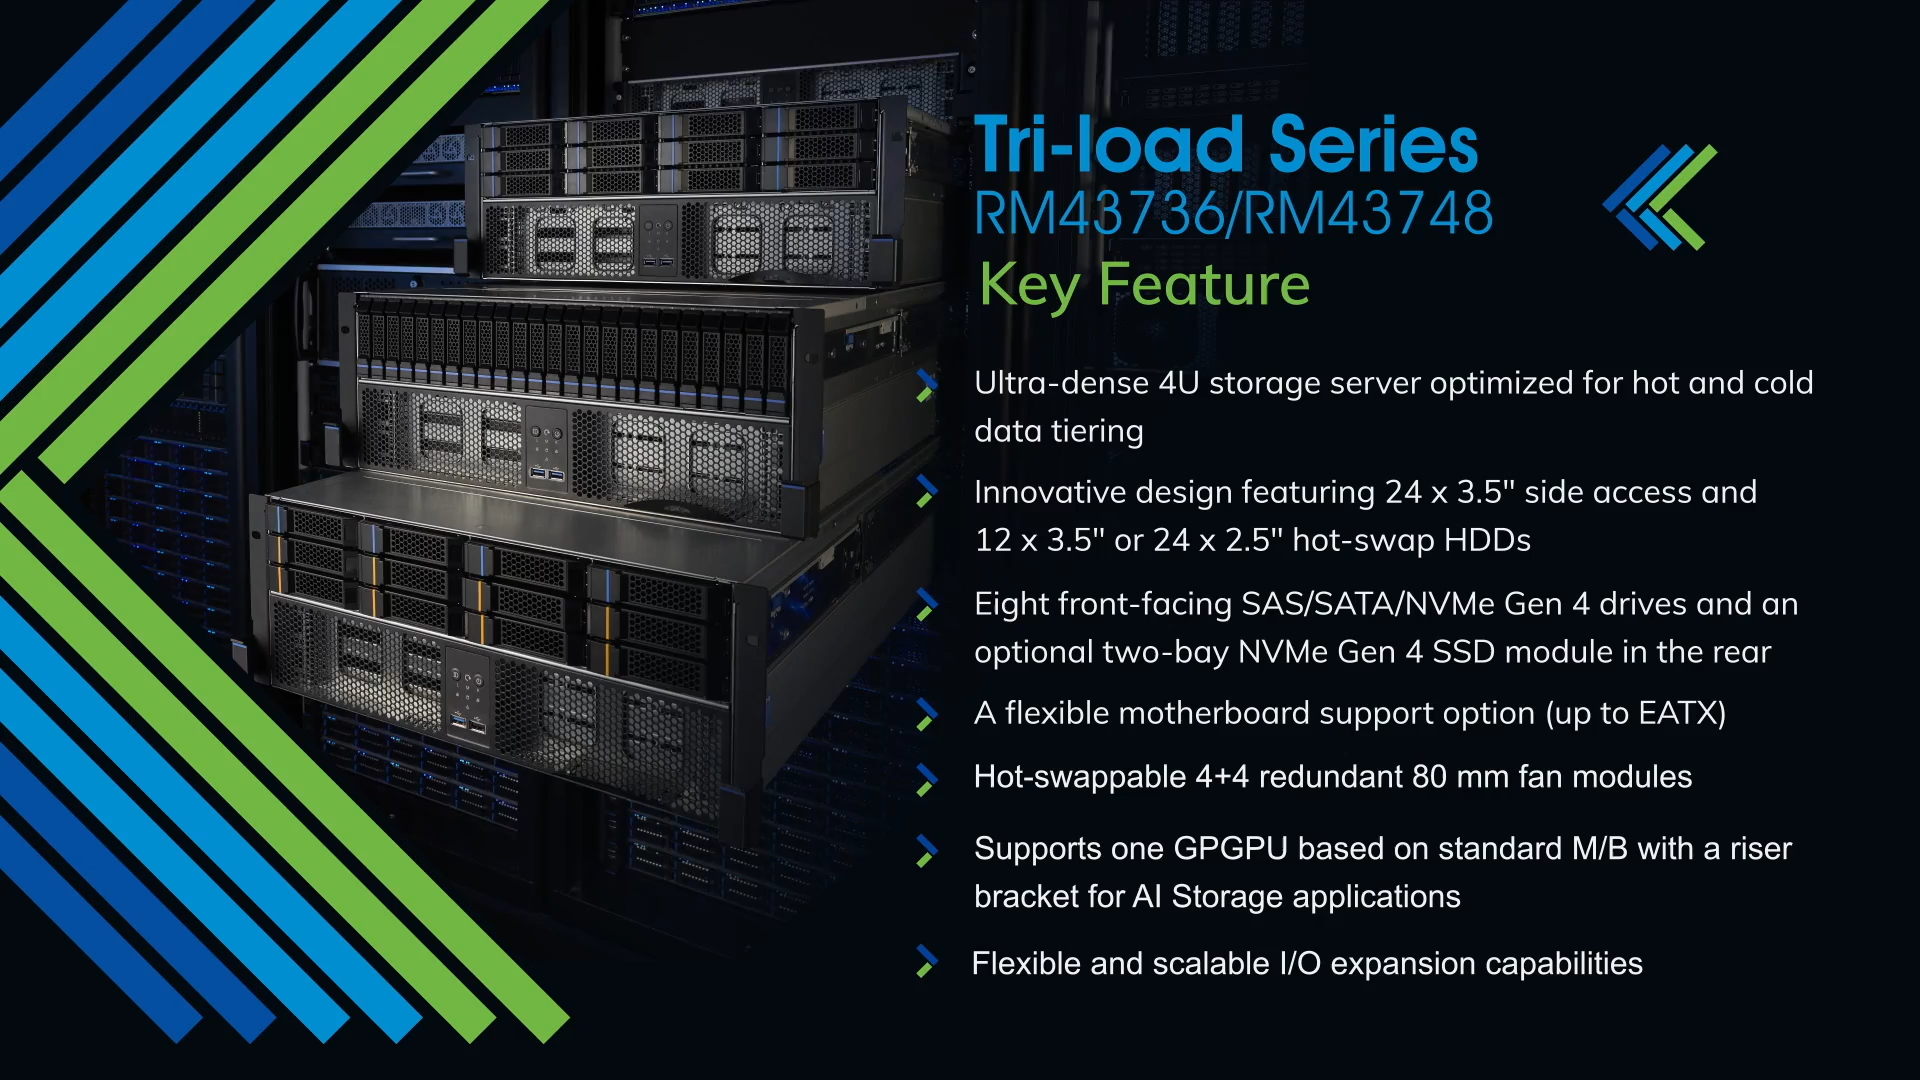 Tri-load Series
RM43736/RM43748
Key Feature
Ultra-dense 4U storage server optimized for hot and cold
data tiering
Innovative design featuring 24 x 3.5" side access and
12 x 3.5" or 24 x 2.5" hot-swap HDDs
Eight front-facing SAS/SATA/NVMe Gen 4 drives and an
optional two-bay NVMe Gen 4 SSD module in the rear
A flexible motherboard support option (up to EATX)
Hot-swappable 4+4 redundant 80 mm fan modules
Supports one GPGPU based on standard M/B with a riser
bracket for AI Storage applications
Flexible and scalable I/O expansion capabilities